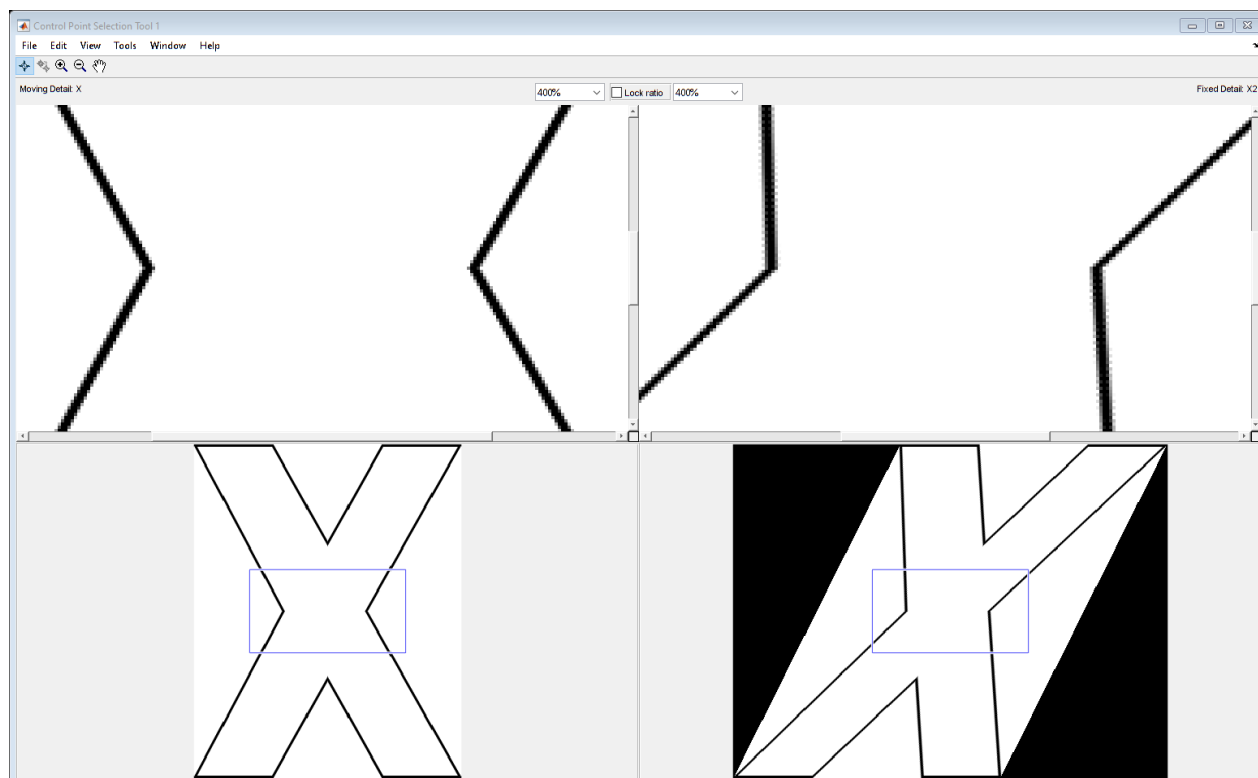 Control Point Selection Tool 1
File Edit View Tools Window Help
Moving Detail: X 400% Lock ratio 400% Fixed Detail: X2